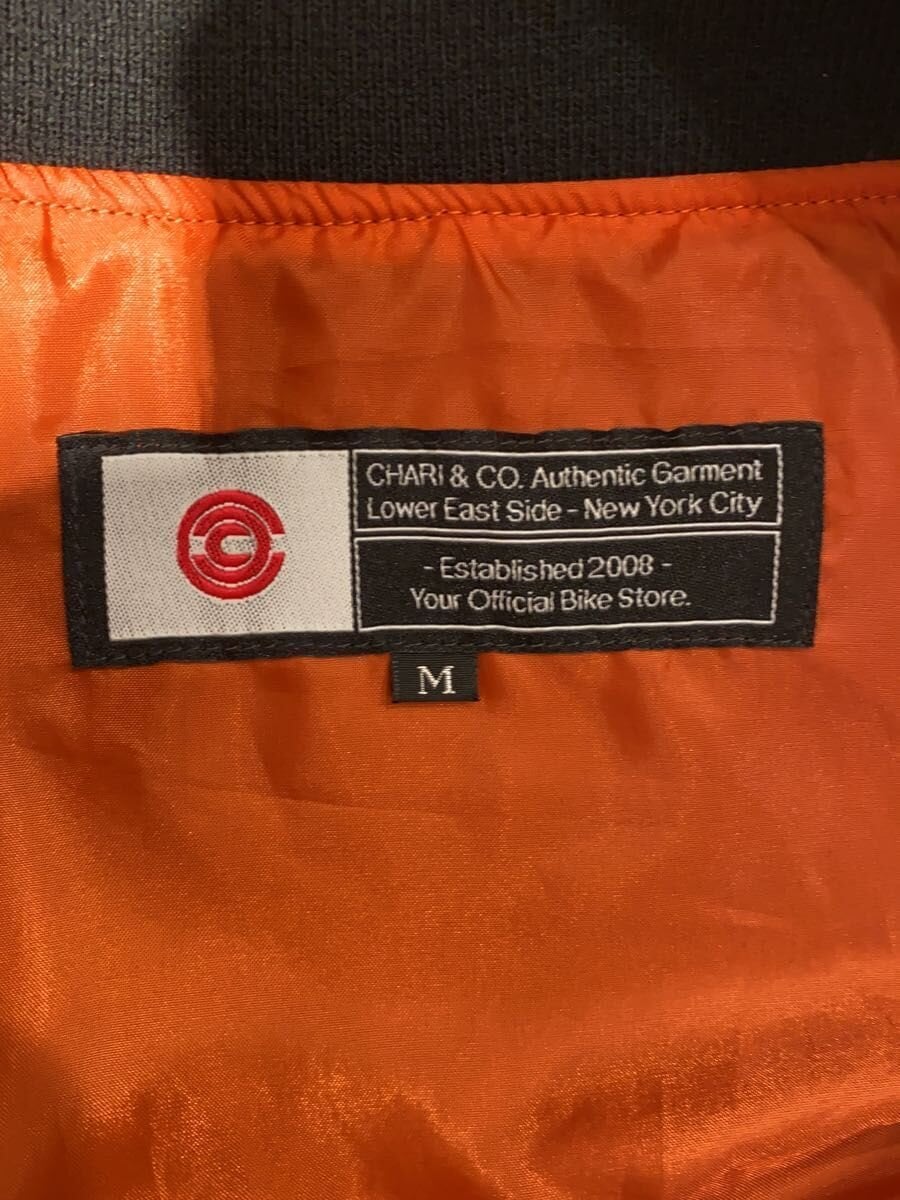 CHARI & CO. Authentic Garment
Lower East Side - New York City
- Established 2008 -
Your Official Bike Store.
M